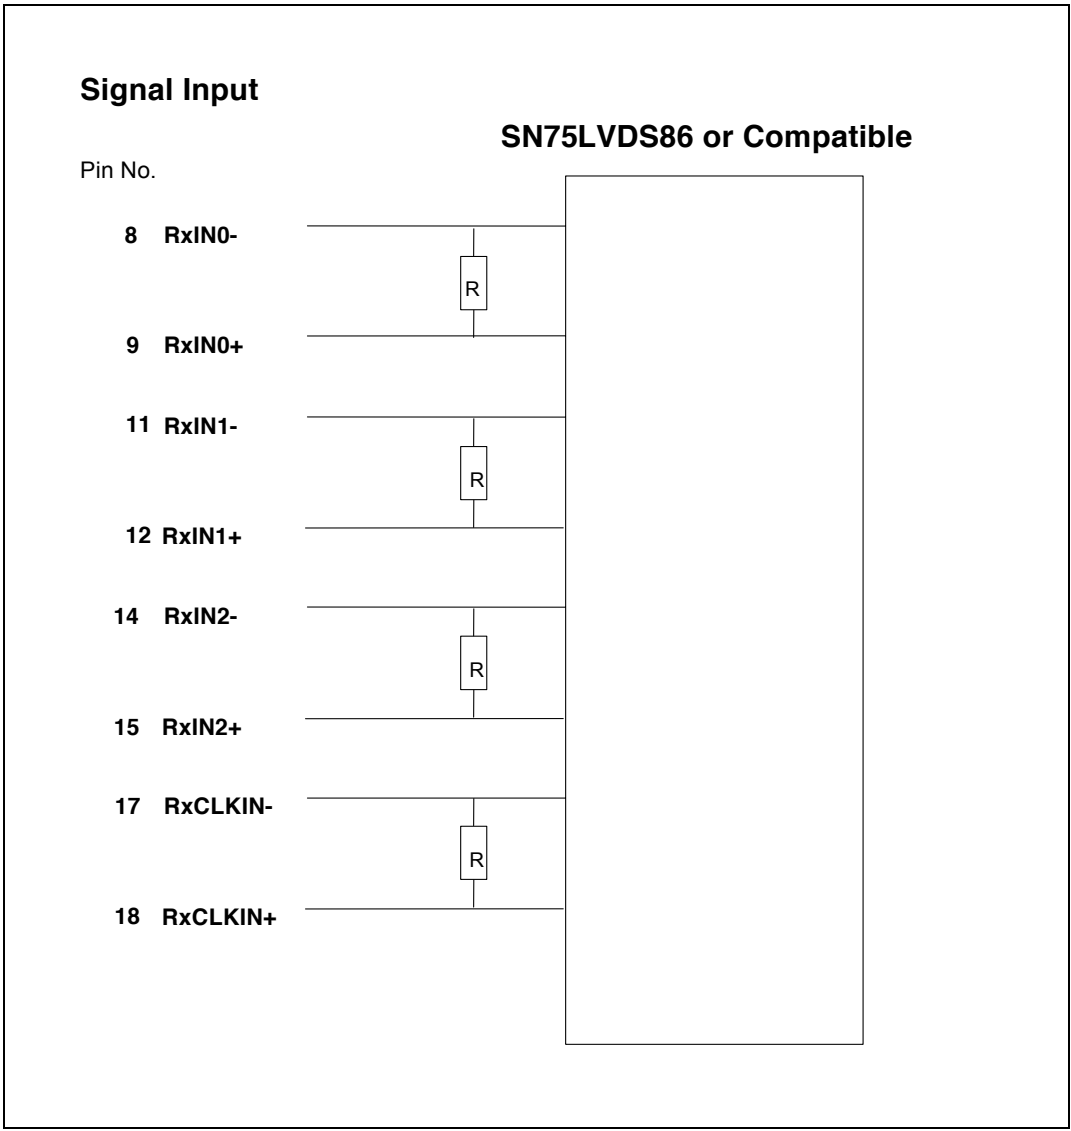 Signal Input
SN75LVDS86 or Compatible
Pin No.
8 RxIN0-
R
9 RxIN0+
11 RxIN1-
R
12 RxIN1+
14 RxIN2-
R
15 RxIN2+
17 RxCLKIN-
R
18 RxCLKIN+